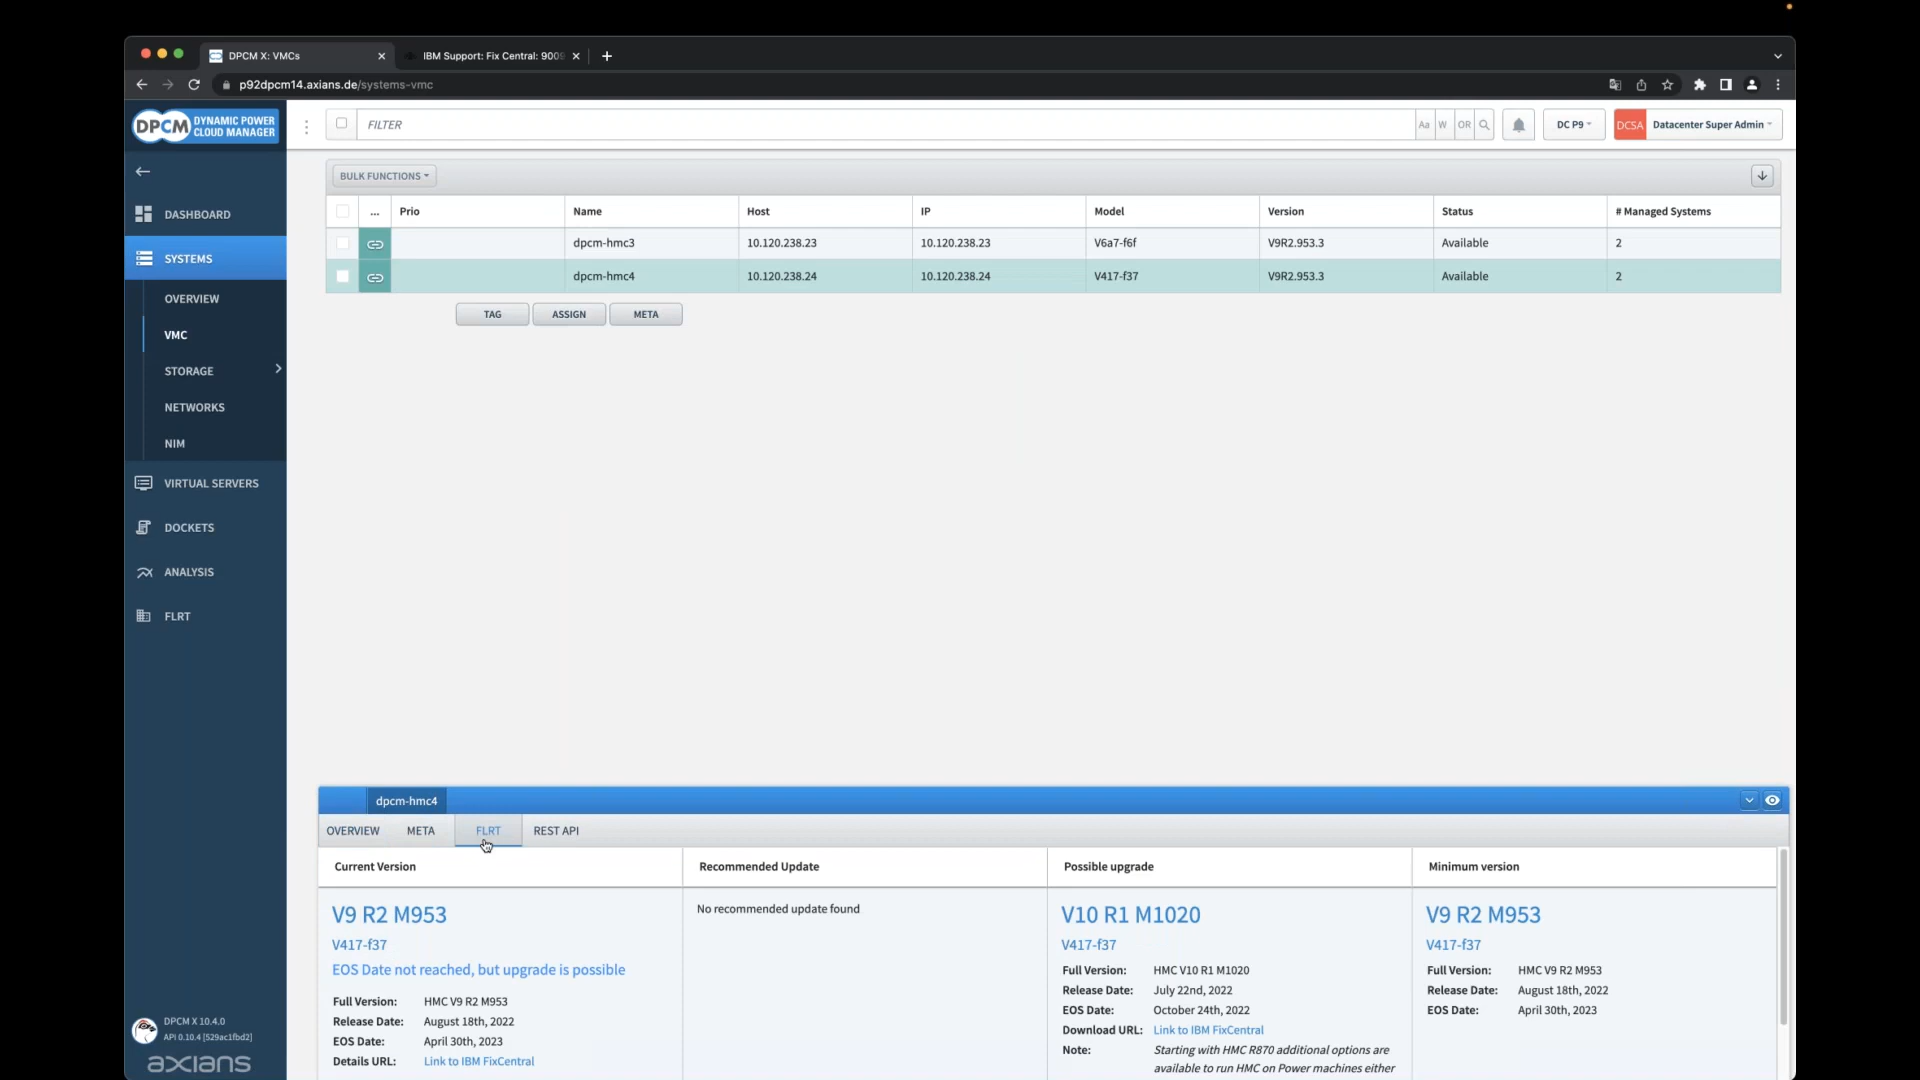 DPCM X: VMCs
IBM Support: Fix Central: 9009
p92dpcm14.axians.de/systems-vmc
DPCM DYNAMIC POWER CLOUD MANAGER
FILTER
Aa W OR
DC P9
DCSA Datacenter Super Admin
DASHBOARD
SYSTEMS
OVERVIEW
VMC
STORAGE
NETWORKS
NIM
VIRTUAL SERVERS
DOCKETS
ANALYSIS
FLRT
DPCM X 10.4.0
API 0.10.4 [529ac1fbd2]
axians
BULK FUNCTIONS
... Prio Name Host IP Model Version Status # Managed Systems
dpcm-hmc3 10.120.238.23 10.120.238.23 V6a7-f6f V9R2.953.3 Available 2
dpcm-hmc4 10.120.238.24 10.120.238.24 V417-f37 V9R2.953.3 Available 2
TAG ASSIGN META
dpcm-hmc4
OVERVIEW META FLRT REST API
Current Version
V9 R2 M953
V417-f37
EOS Date not reached, but upgrade is possible
Full Version: HMC V9 R2 M953
Release Date: August 18th, 2022
EOS Date: April 30th, 2023
Details URL: Link to IBM FixCentral
Recommended Update
No recommended update found
Possible upgrade
V10 R1 M1020
V417-f37
Full Version: HMC V10 R1 M1020
Release Date: July 22nd, 2022
EOS Date: October 24th, 2022
Download URL: Link to IBM FixCentral
Note: Starting with HMC R870 additional options are
available to run HMC on Power machines either
Minimum version
V9 R2 M953
V417-f37
Full Version: HMC V9 R2 M953
Release Date: August 18th, 2022
EOS Date: April 30th, 2023